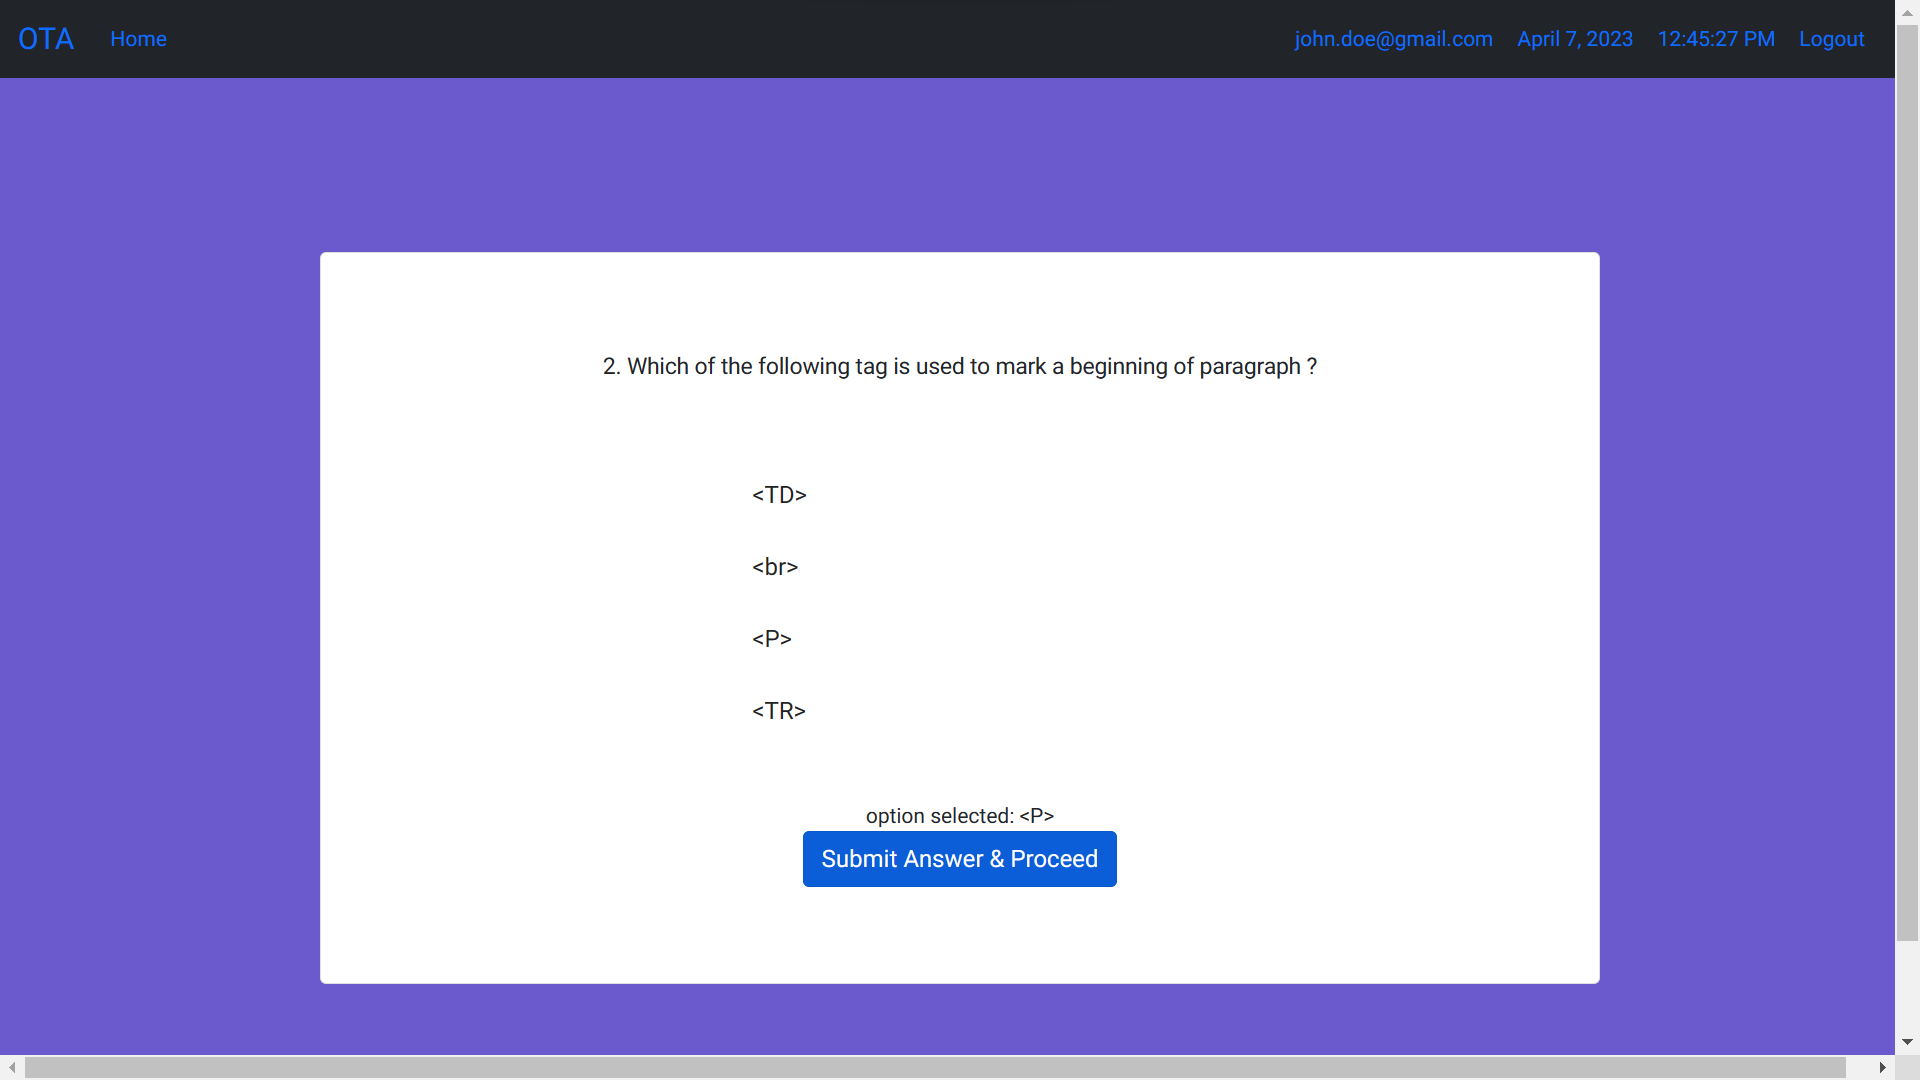 OTA Home john.doe@gmail.com April 7, 2023 12:45:27 PM Logout
2. Which of the following tag is used to mark a beginning of paragraph ?
<TD>
<br>
<P>
<TR>
option selected: <P>
Submit Answer & Proceed